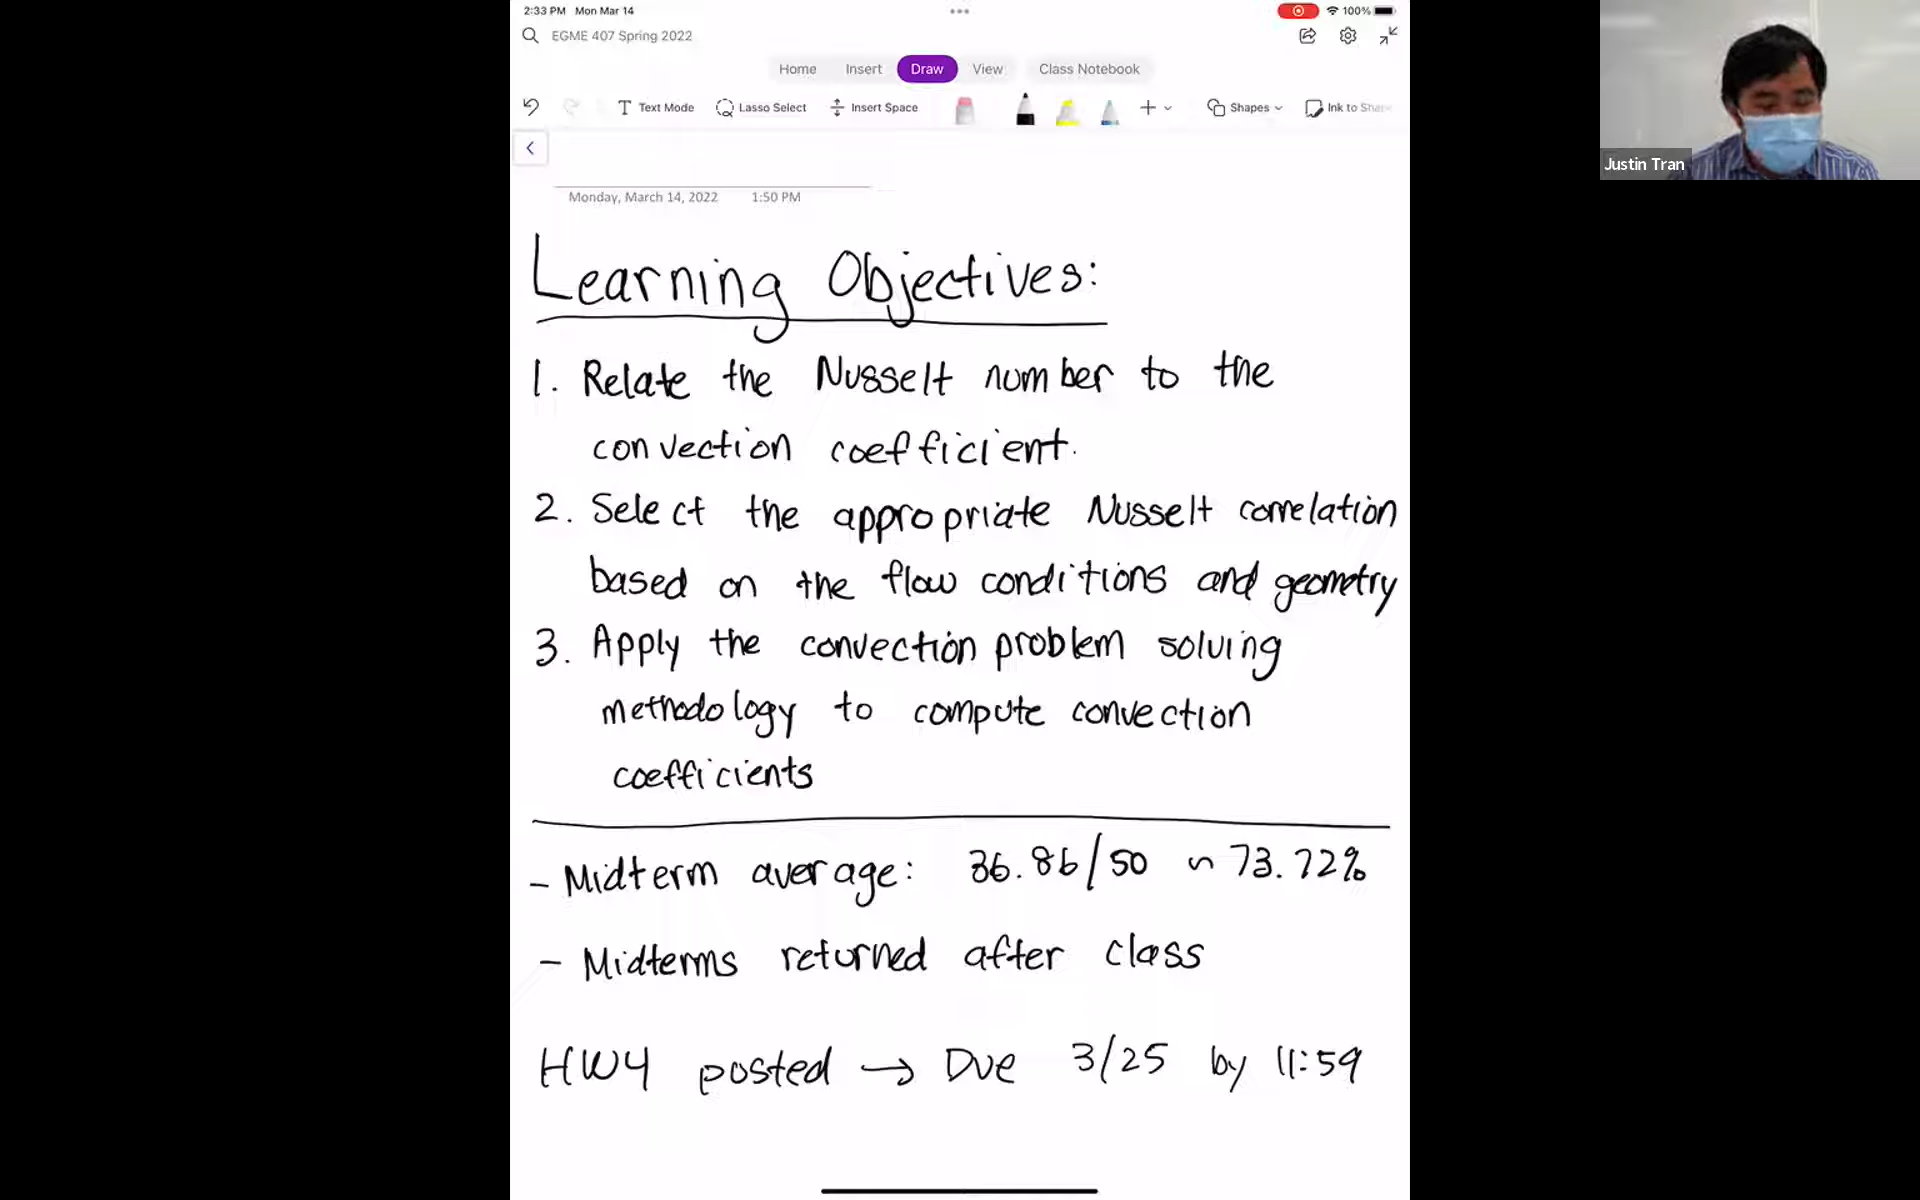 2:33 PM Mon Mar 14
100%
EGME 407 Spring 2022
Home Insert Draw View Class Notebook
Text Mode Lasso Select Insert Space Shapes Ink to Shape
Justin Tran
Monday, March 14, 2022 1:50 PM
Learning Objectives:
1. Relate the Nusselt number to the
convection coefficient.
2. Select the appropriate Nusselt correlation
based on the flow conditions and geometry
3. Apply the convection problem solving
methodology to compute convection
coefficients
- Midterm average: 36.86/50 ~ 73.72%
- Midterms returned after class
HW4 posted → Due 3/25 by 11:59